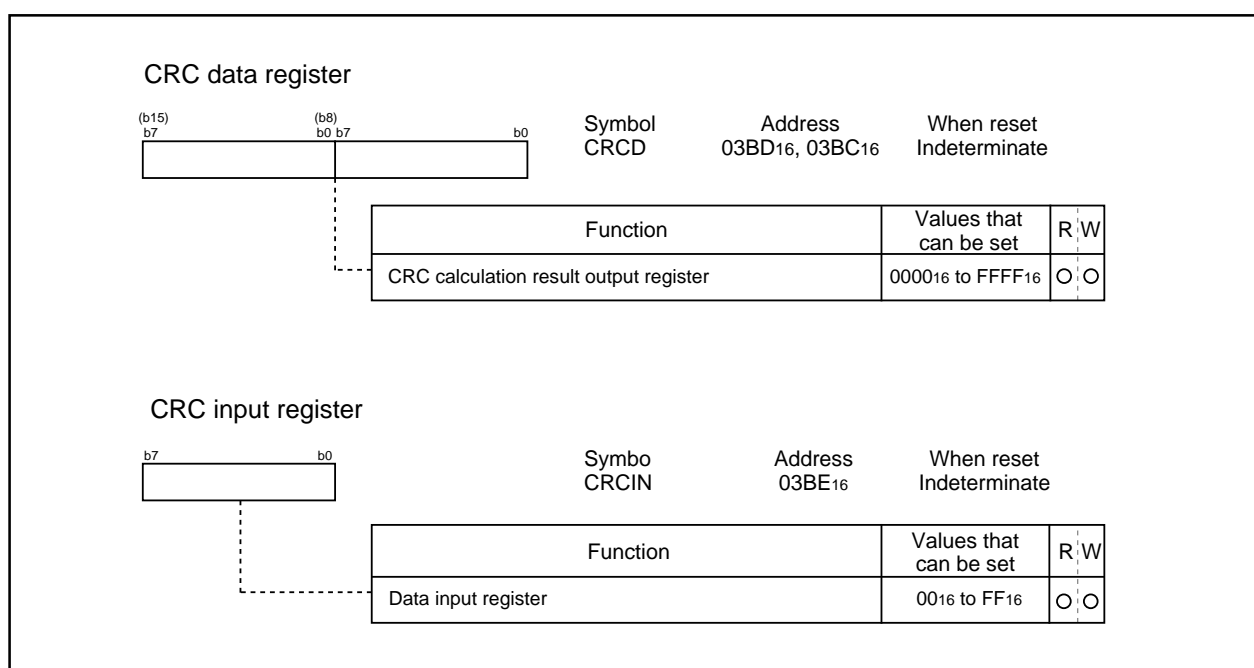 CRC data register
(b15) (b8)
b7 b0 b7 b0
Symbol Address When reset
CRCD 03BD16, 03BC16 Indeterminate
Function Values that can be set R W
CRC calculation result output register 000016 to FFFF16
CRC input register
b7 b0
Symbo Address When reset
CRCIN 03BE16 Indeterminate
Function Values that can be set R W
Data input register 0016 to FF16